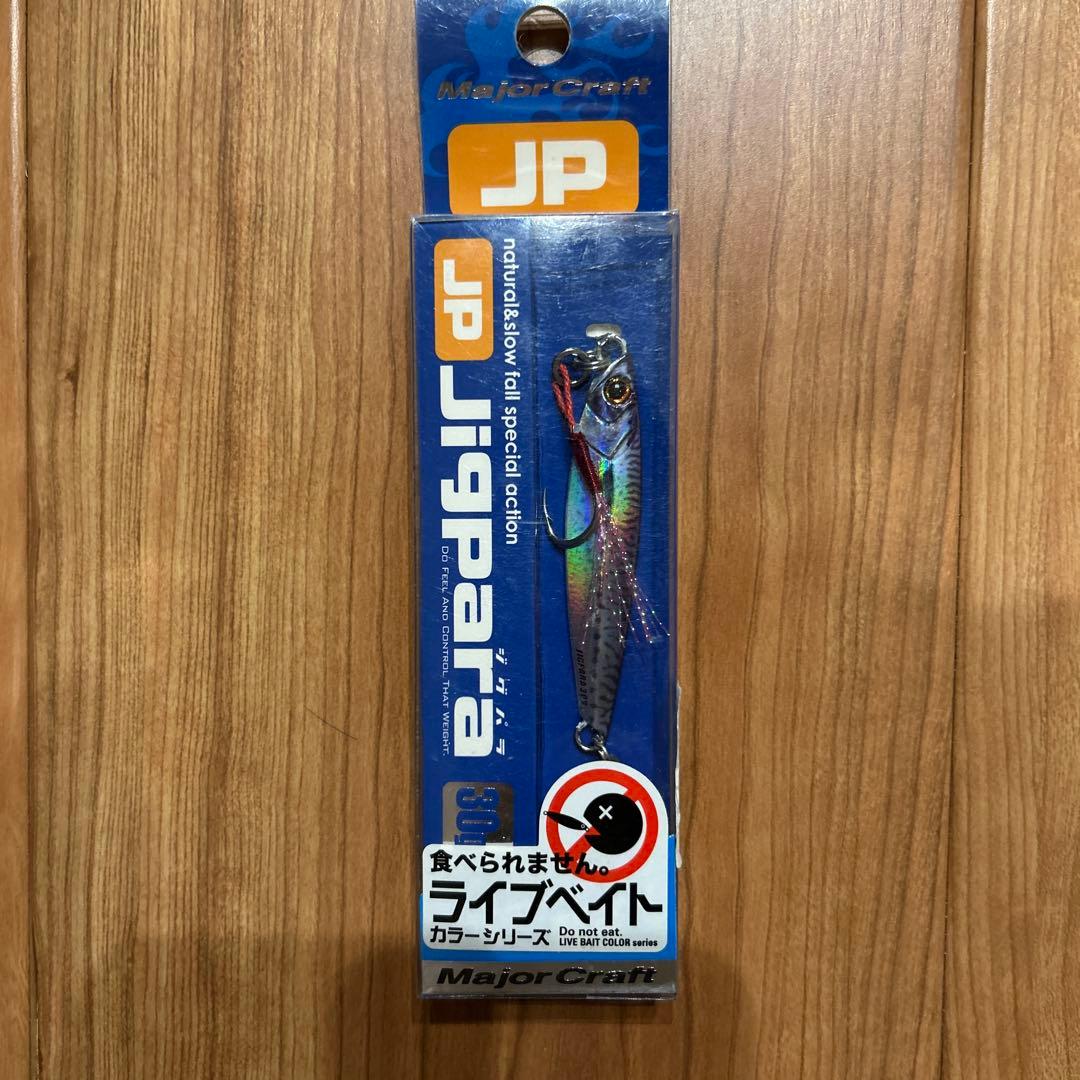 Major Craft
JP
JP
Jigpara
ジグパラ
natural&slow fall special action
DO FEEL AND CONTROL THAT WEIGHT.
30g
食べられません。
ライブベイト
カラーシリーズ
Do not eat.
LIVE BAIT COLOR series
Major Craft